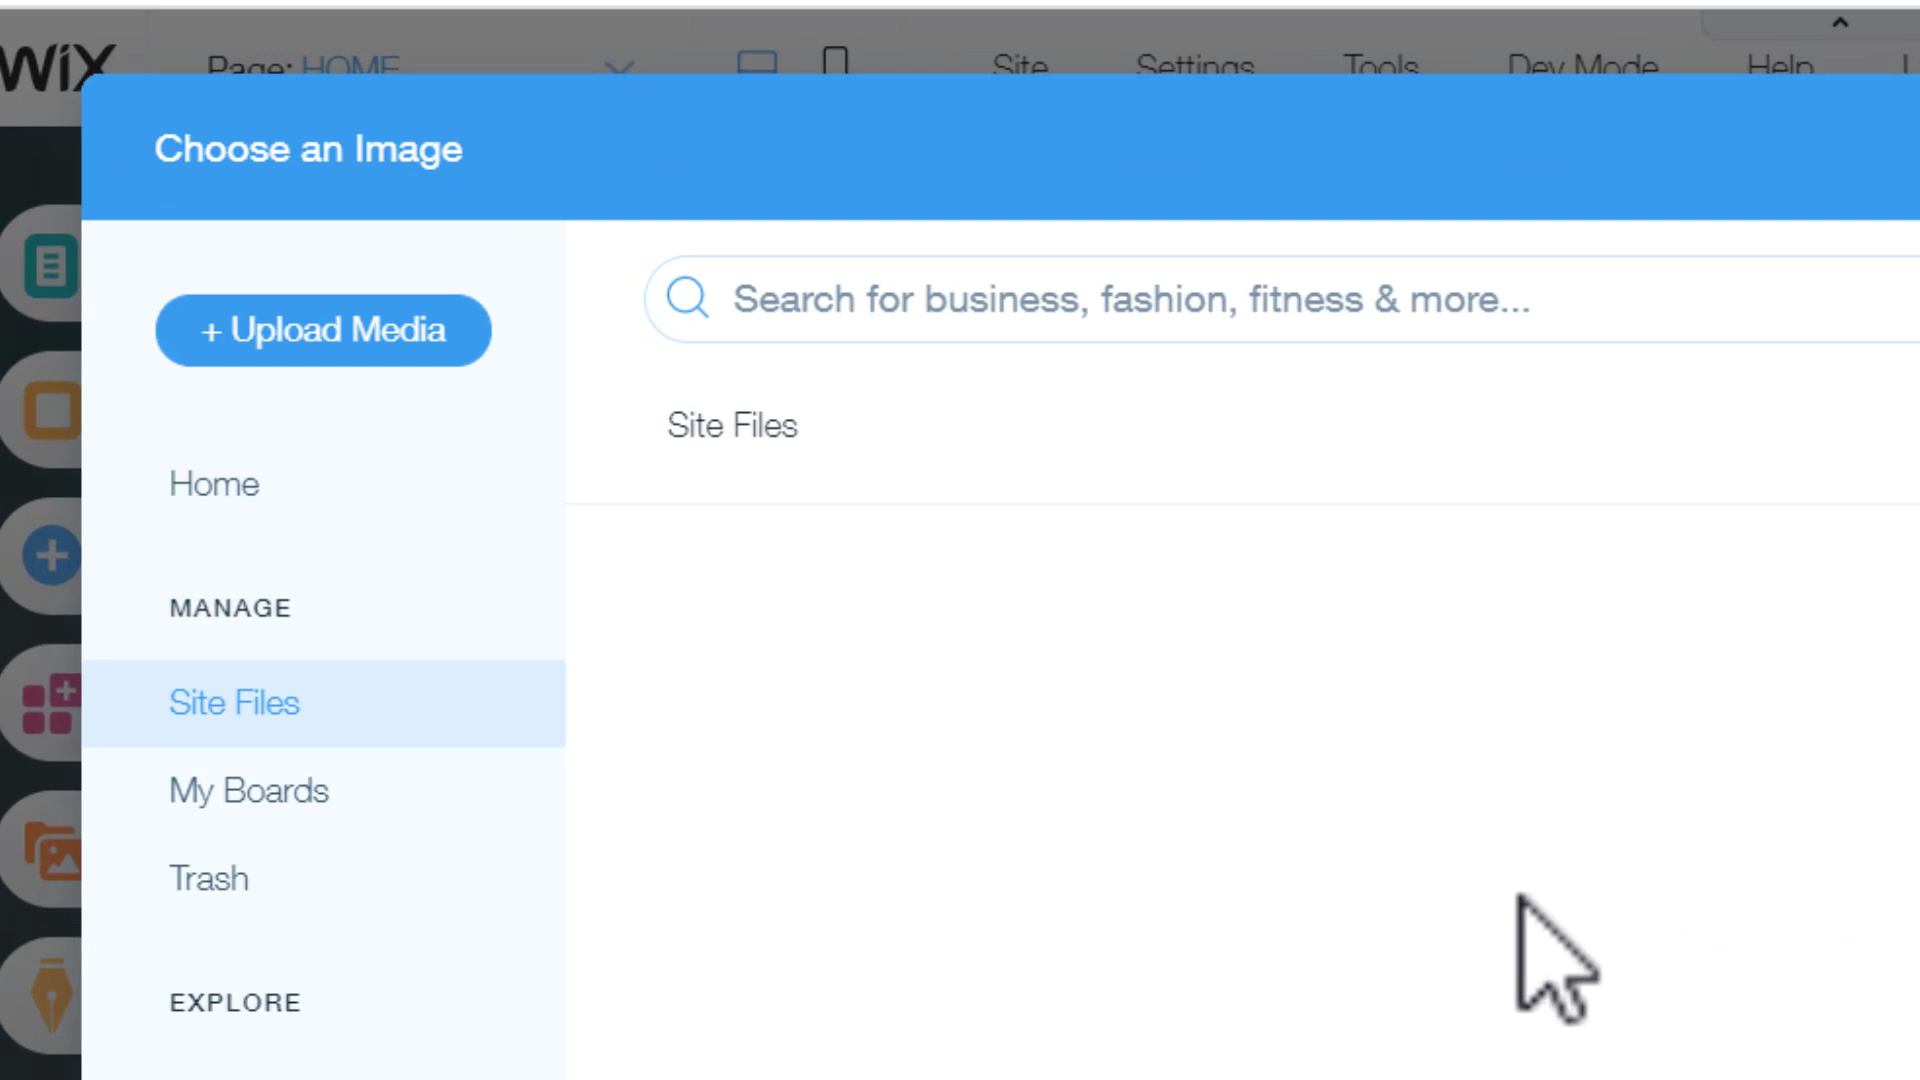 WiX
Page: HOME
Site
Settings
Tools
Dev Mode
Help
Choose an Image
+ Upload Media
Search for business, fashion, fitness & more...
Site Files
Home
MANAGE
Site Files
My Boards
Trash
EXPLORE